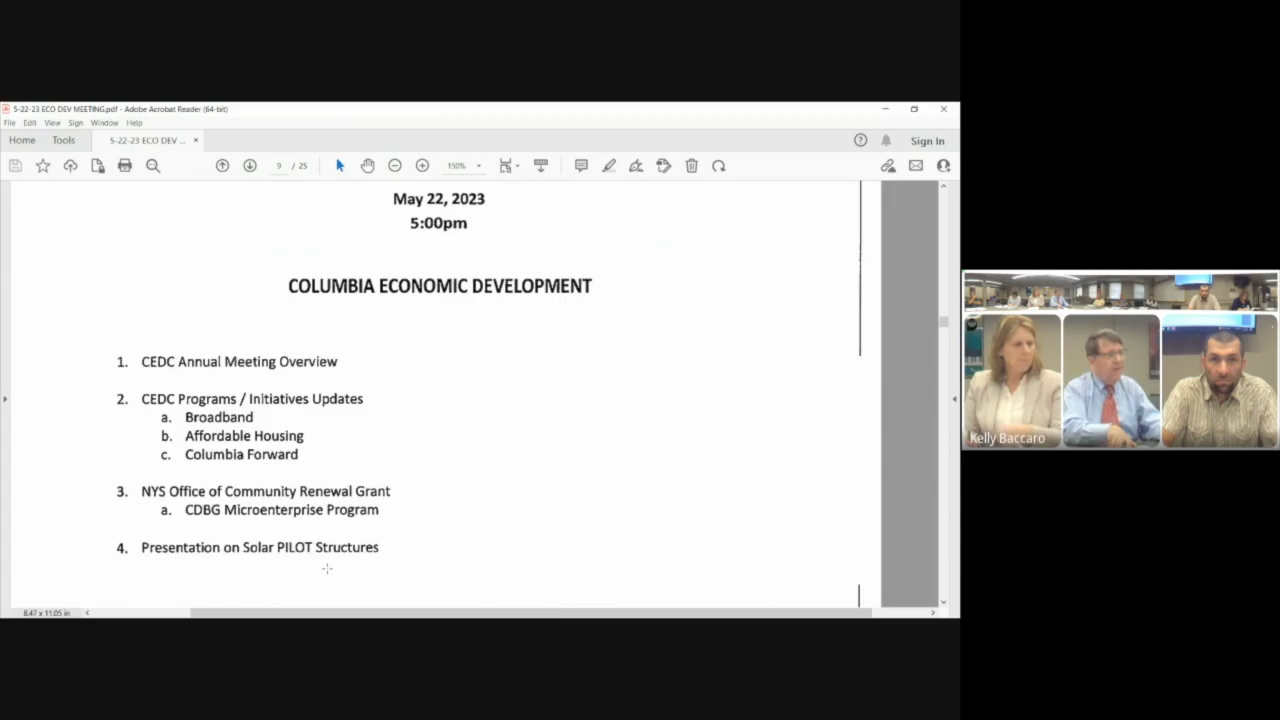 5-22-23 ECO DEV MEETING.pdf - Adobe Acrobat Reader (64-bit)
File Edit View Sign Window Help
Home Tools 5-22-23 ECO DEV ... × Sign In
9 / 25 150%
May 22, 2023
5:00pm
COLUMBIA ECONOMIC DEVELOPMENT
1. CEDC Annual Meeting Overview
2. CEDC Programs / Initiatives Updates
a. Broadband
b. Affordable Housing
c. Columbia Forward
3. NYS Office of Community Renewal Grant
a. CDBG Microenterprise Program
4. Presentation on Solar PILOT Structures
8.47 x 11.05 in
Kelly Baccaro